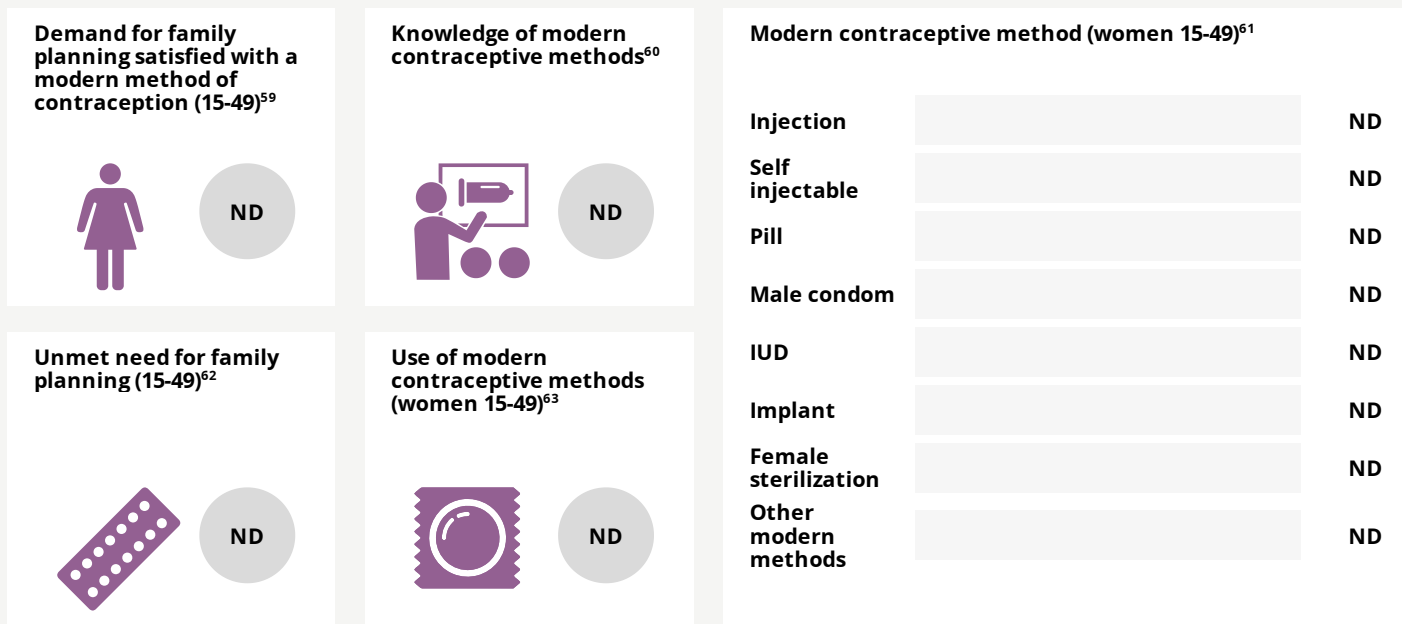 Demand for family
planning satisfied with a
modern method of
contraception (15-49)⁵⁹
ND
Knowledge of modern
contraceptive methods⁶⁰
ND
Unmet need for family
planning (15-49)⁶²
ND
Use of modern
contraceptive methods
(women 15-49)⁶³
ND
Modern contraceptive method (women 15-49)⁶¹
Injection ND
Self
injectable ND
Pill ND
Male condom ND
IUD ND
Implant ND
Female
sterilization ND
Other
modern ND
methods